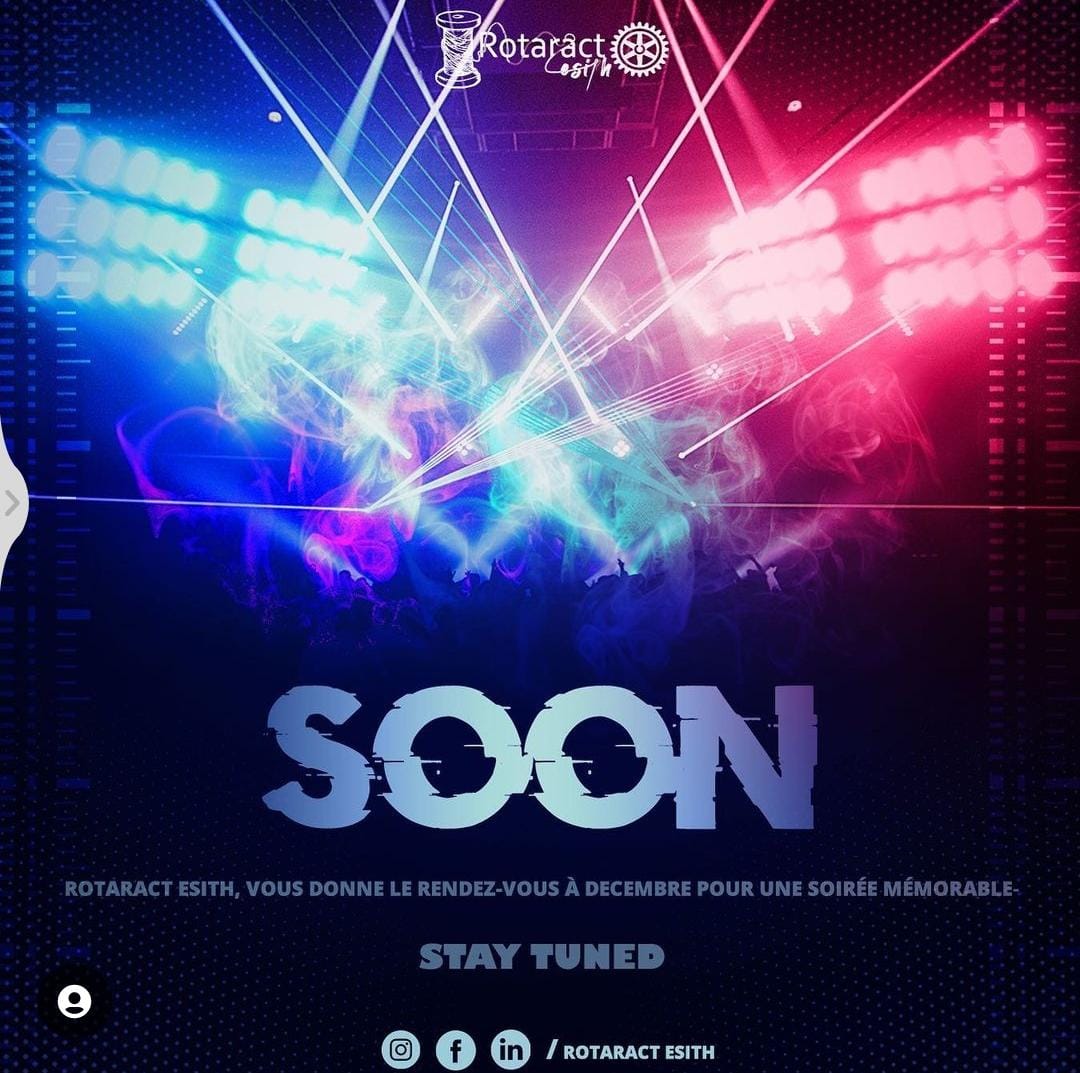 Rotaract
esith
SOON
ROTARACT ESITH, VOUS DONNE LE RENDEZ-VOUS À DECEMBRE POUR UNE SOIRÉE MÉMORABLE-
STAY TUNED
/ ROTARACT ESITH